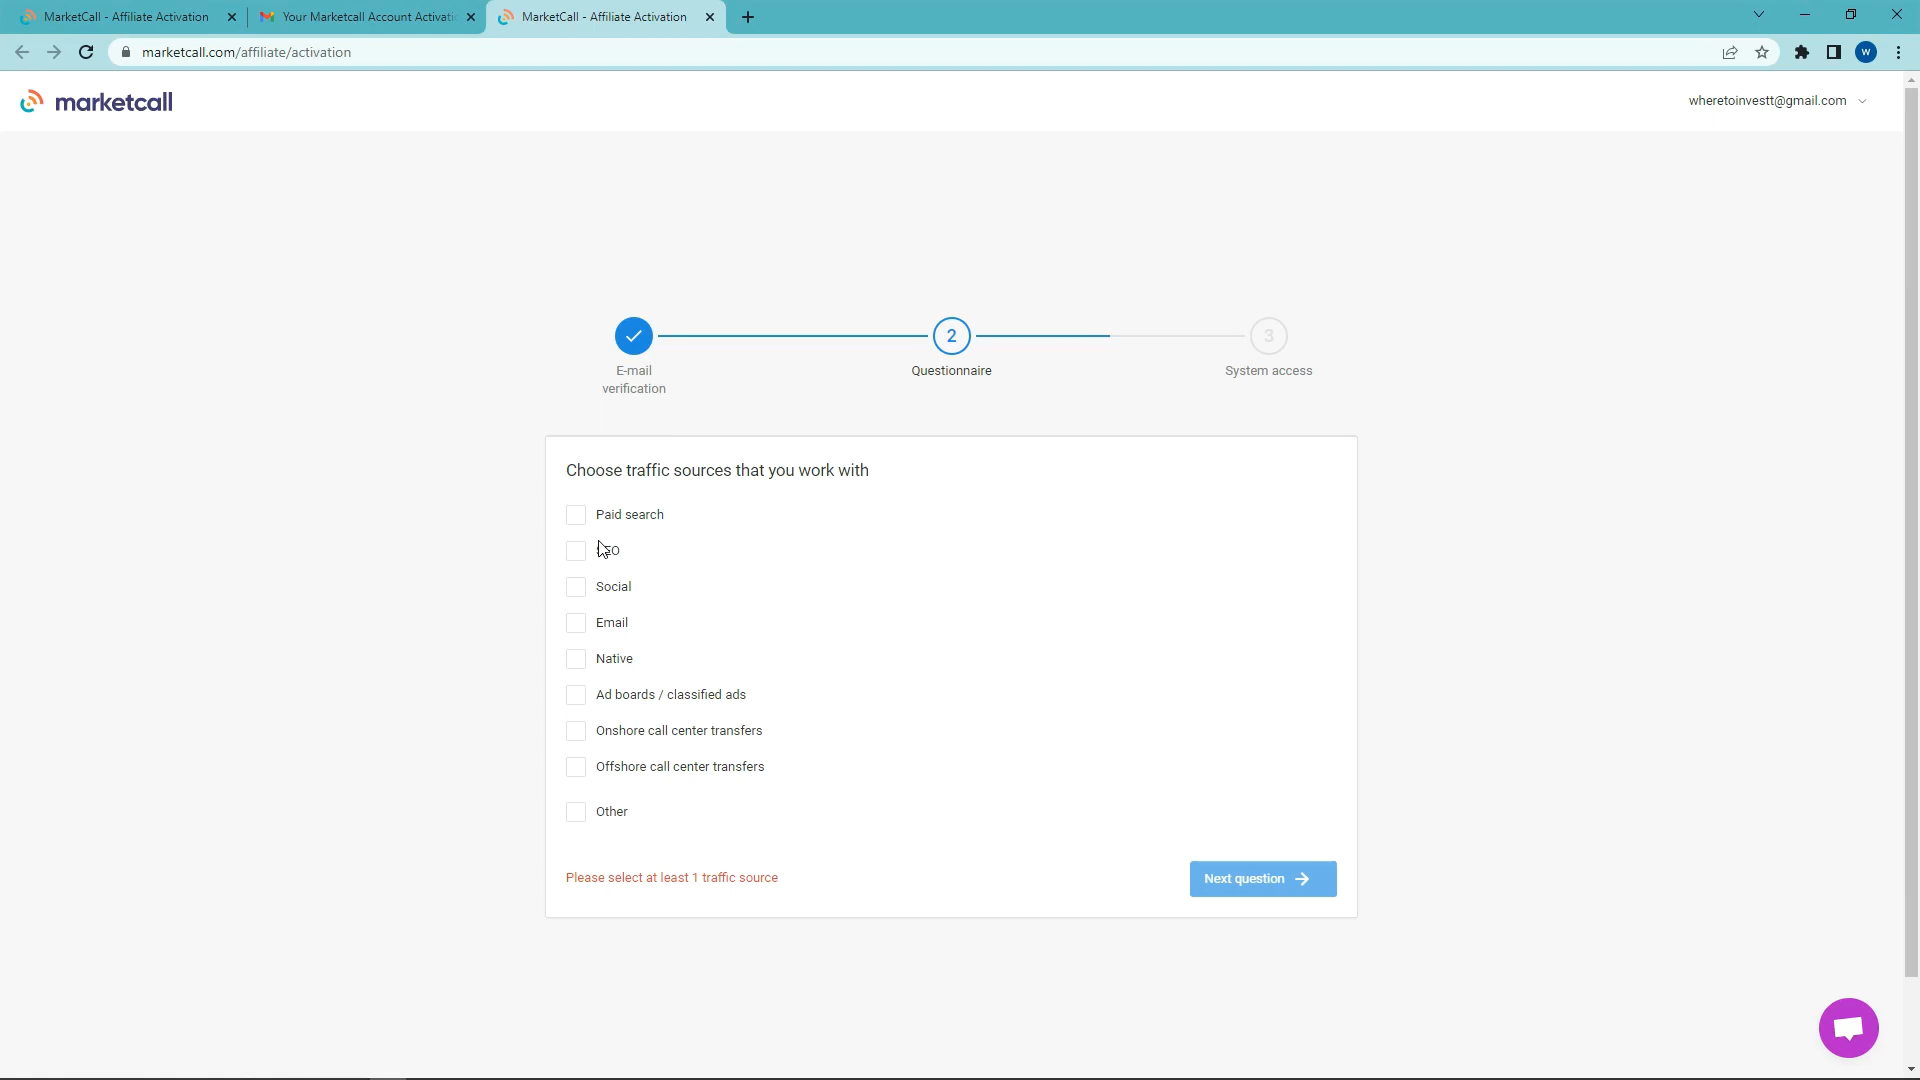 MarketCall - Affiliate Activation
Your Marketcall Account Activati
MarketCall - Affiliate Activation
marketcall.com/affiliate/activation
W
marketcall
wheretoinvestt@gmail.com
2
3
E-mail
verification
Questionnaire
System access
Choose traffic sources that you work with
Paid search
SEO
Social
Email
Native
Ad boards / classified ads
Onshore call center transfers
Offshore call center transfers
Other
Please select at least 1 traffic source
Next question